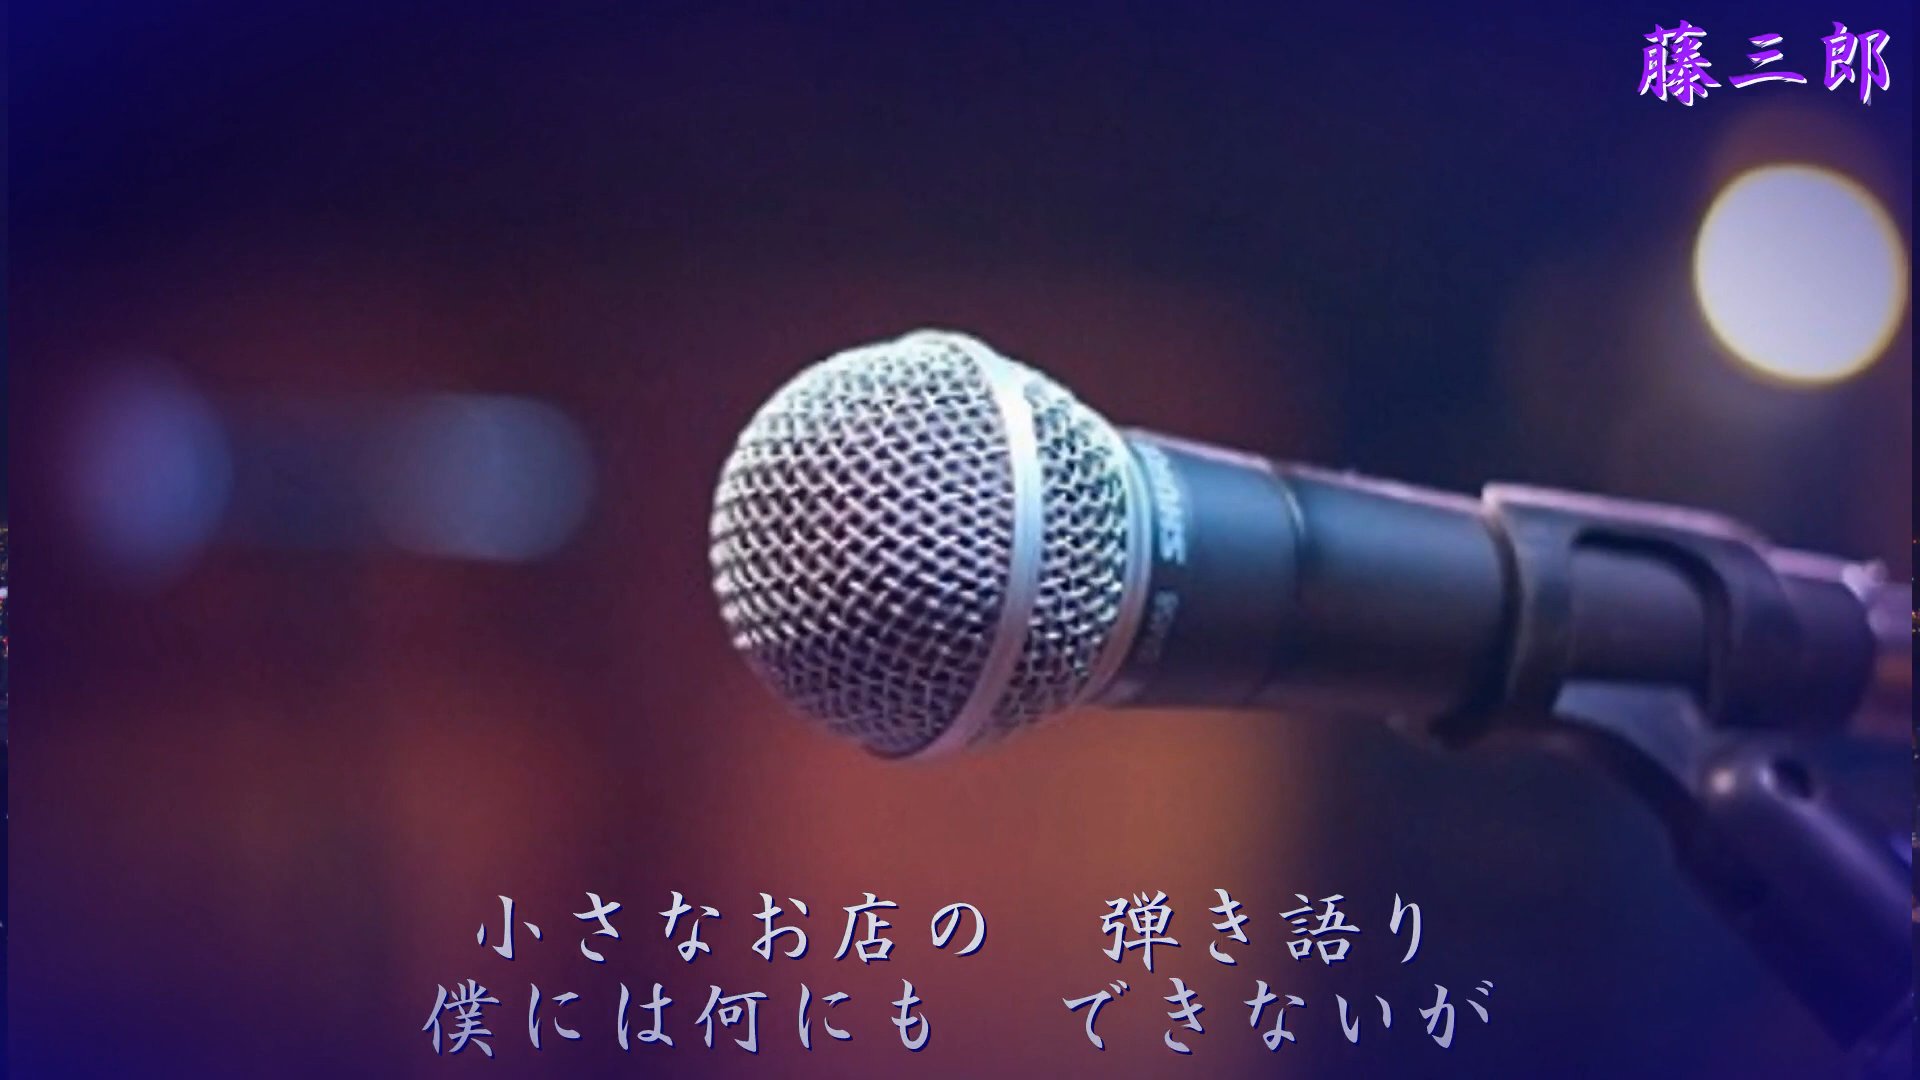 藤三郎
小さなお店の　弾き語り
僕には何にも　できないが